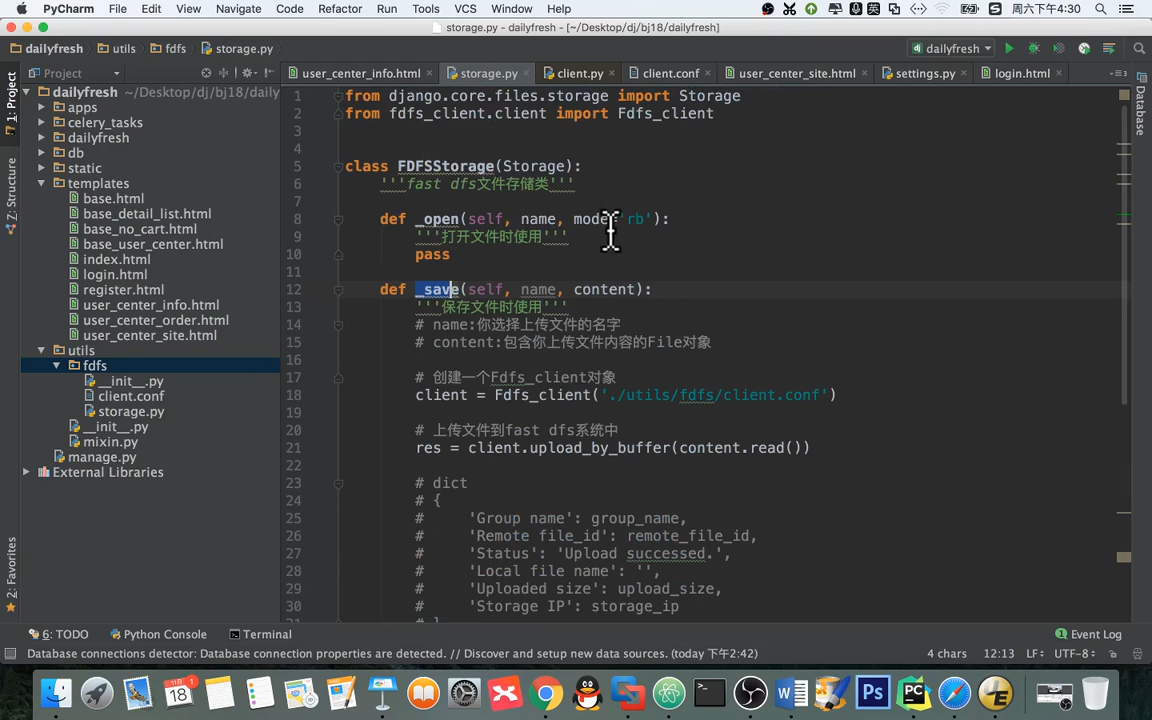 PyCharm File Edit View Navigate Code Refactor Run Tools VCS Window Help 英 周六下午4:30
storage.py - dailyfresh - [~/Desktop/dj/bj18/dailyfresh]
dailyfresh utils fdfs storage.py dailyfresh
Project user_center_info.html storage.py client.py client.conf user_center_site.html settings.py login.html
1: Project
Z: Structure
2: Favorites
Database
dailyfresh ~/Desktop/dj/bj18/daily
apps
celery_tasks
dailyfresh
db
static
templates
base.html
base_detail_list.html
base_no_cart.html
base_user_center.html
index.html
login.html
register.html
user_center_info.html
user_center_order.html
user_center_site.html
utils
fdfs
__init__.py
client.conf
storage.py
__init__.py
mixin.py
manage.py
External Libraries
1 from django.core.files.storage import Storage
2 from fdfs_client.client import Fdfs_client
3
4
5 class FDFSStorage(Storage):
6 '''fast dfs文件存储类'''
7
8 def _open(self, name, mode='rb'):
9 '''打开文件时使用'''
10 pass
11
12 def _save(self, name, content):
13 '''保存文件时使用'''
14 # name:你选择上传文件的名字
15 # content:包含你上传文件内容的File对象
16
17 # 创建一个Fdfs_client对象
18 client = Fdfs_client('./utils/fdfs/client.conf')
19
20 # 上传文件到fast dfs系统中
21 res = client.upload_by_buffer(content.read())
22
23 # dict
24 # {
25 # 'Group name': group_name,
26 # 'Remote file_id': remote_file_id,
27 # 'Status': 'Upload successed.',
28 # 'Local file name': '',
29 # 'Uploaded size': upload_size,
30 # 'Storage IP': storage_ip
6: TODO Python Console Terminal 1 Event Log
Database connections detector: Database connection properties are detected. // Discover and setup new data sources. (today 下午2:42) 4 chars 12:13 LF÷ UTF-8÷
11月 18 Ps PC